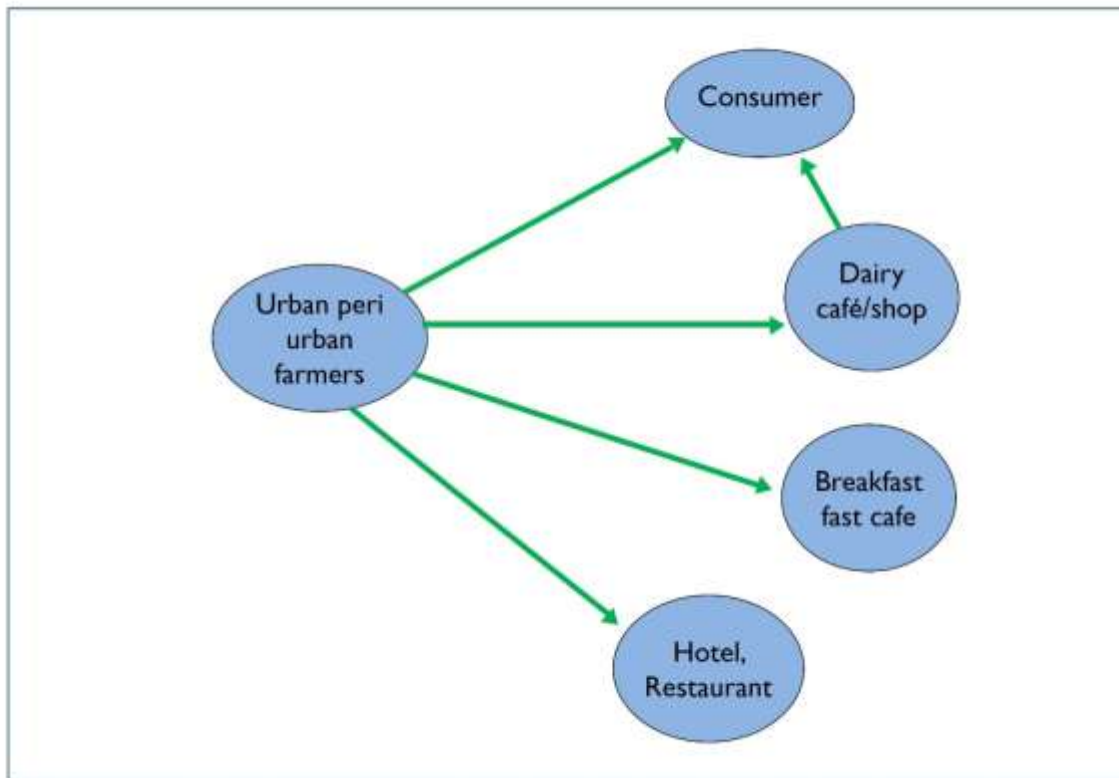 Consumer
Dairy
café/shop
Urban peri
urban
farmers
Breakfast
fast cafe
Hotel,
Restaurant